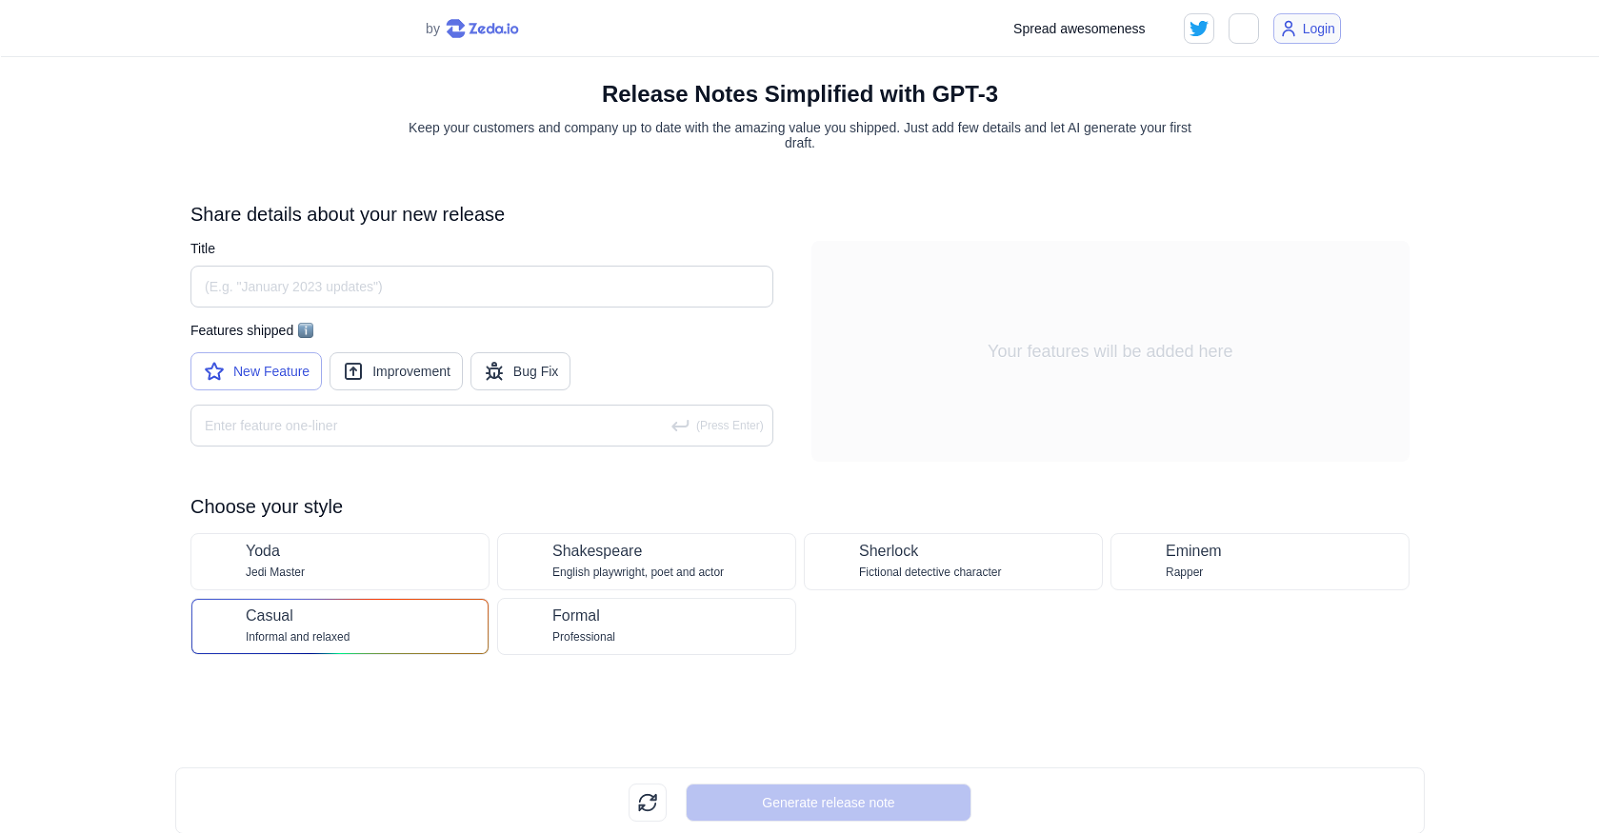 by Zeda.io
Spread awesomeness
Login
Release Notes Simplified with GPT-3
Keep your customers and company up to date with the amazing value you shipped. Just add few details and let AI generate your first
draft.
Share details about your new release
Title
(E.g. "January 2023 updates")
Features shipped ℹ️
New Feature
Improvement
Bug Fix
Enter feature one-liner
(Press Enter)
Your features will be added here
Choose your style
Yoda
Jedi Master
Shakespeare
English playwright, poet and actor
Sherlock
Fictional detective character
Eminem
Rapper
Casual
Informal and relaxed
Formal
Professional
Generate release note